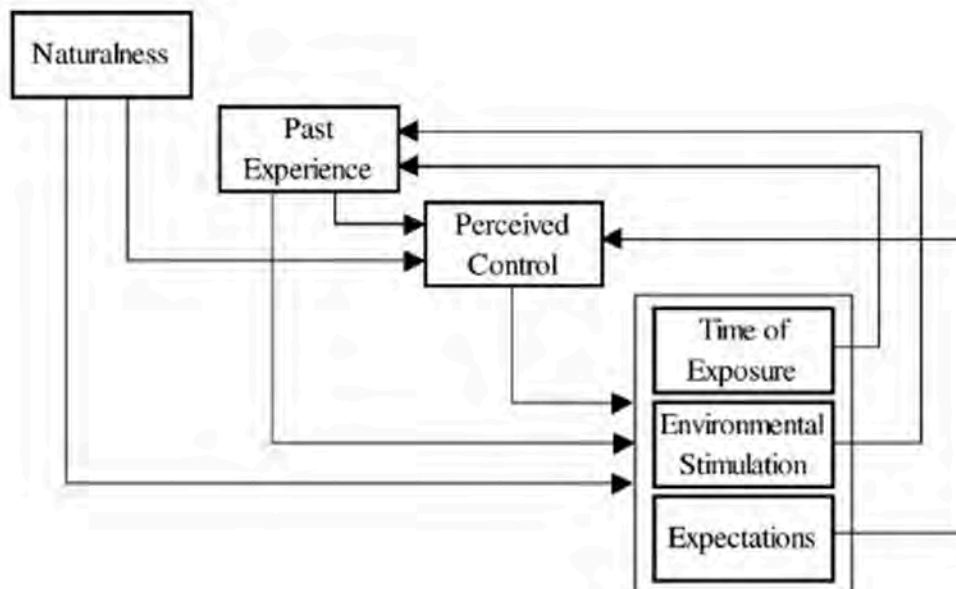 Naturalness
Past
Experience
Perceived
Control
Time of
Exposure
Environmental
Stimulation
Expectations